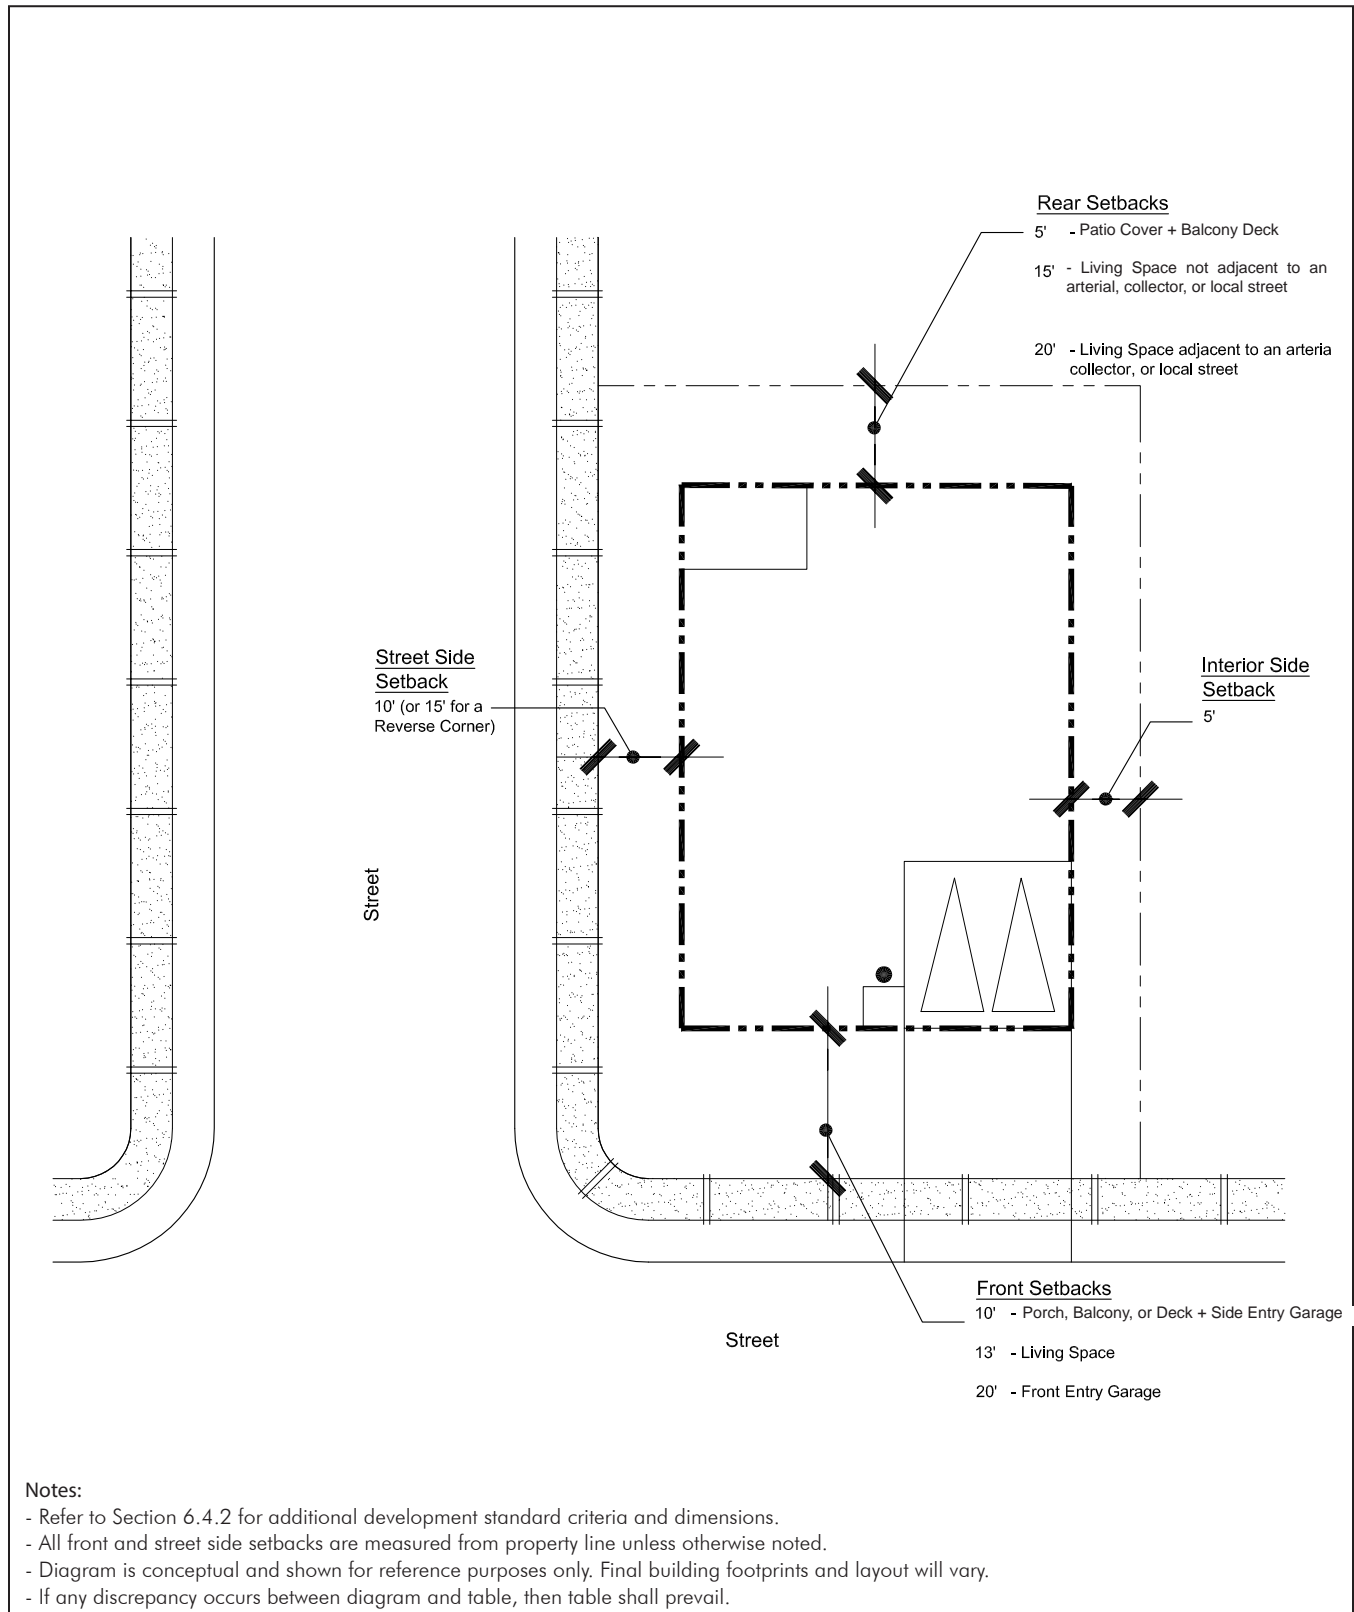 Rear Setbacks
5' - Patio Cover + Balcony Deck
15' - Living Space not adjacent to an
arterial, collector, or local street
20' - Living Space adjacent to an arteria
collector, or local street
Street Side
Setback
10' (or 15' for a
Reverse Corner)
Interior Side
Setback
5'
Street
Front Setbacks
10' - Porch, Balcony, or Deck + Side Entry Garage
13' - Living Space
20' - Front Entry Garage
Street
Notes:
- Refer to Section 6.4.2 for additional development standard criteria and dimensions.
- All front and street side setbacks are measured from property line unless otherwise noted.
- Diagram is conceptual and shown for reference purposes only. Final building footprints and layout will vary.
- If any discrepancy occurs between diagram and table, then table shall prevail.